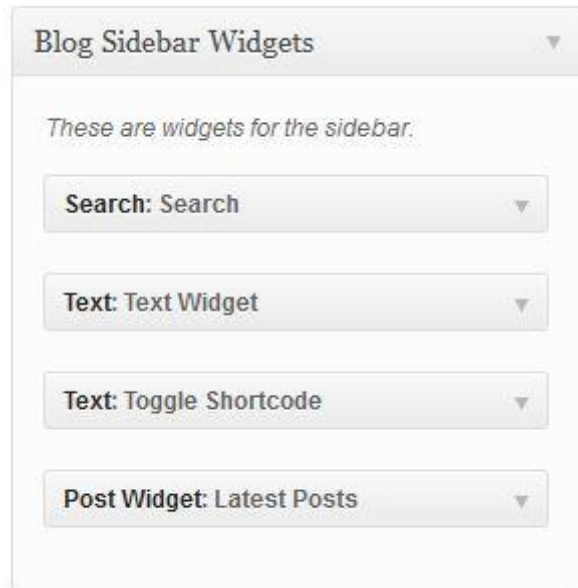 Blog Sidebar Widgets
These are widgets for the sidebar.
Search: Search
Text: Text Widget
Text: Toggle Shortcode
Post Widget: Latest Posts